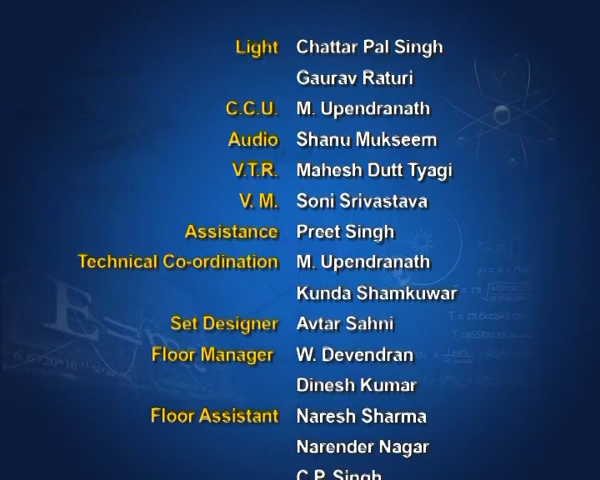 Light Chattar Pal Singh
Gaurav Raturi
C.C.U. M. Upendranath
Audio Shanu Mukseem
V.T.R. Mahesh Dutt Tyagi
V. M. Soni Srivastava
Assistance Preet Singh
Technical Co-ordination M. Upendranath
Kunda Shamkuwar
Set Designer Avtar Sahni
Floor Manager W. Devendran
Dinesh Kumar
Floor Assistant Naresh Sharma
Narender Nagar
C.P. Singh